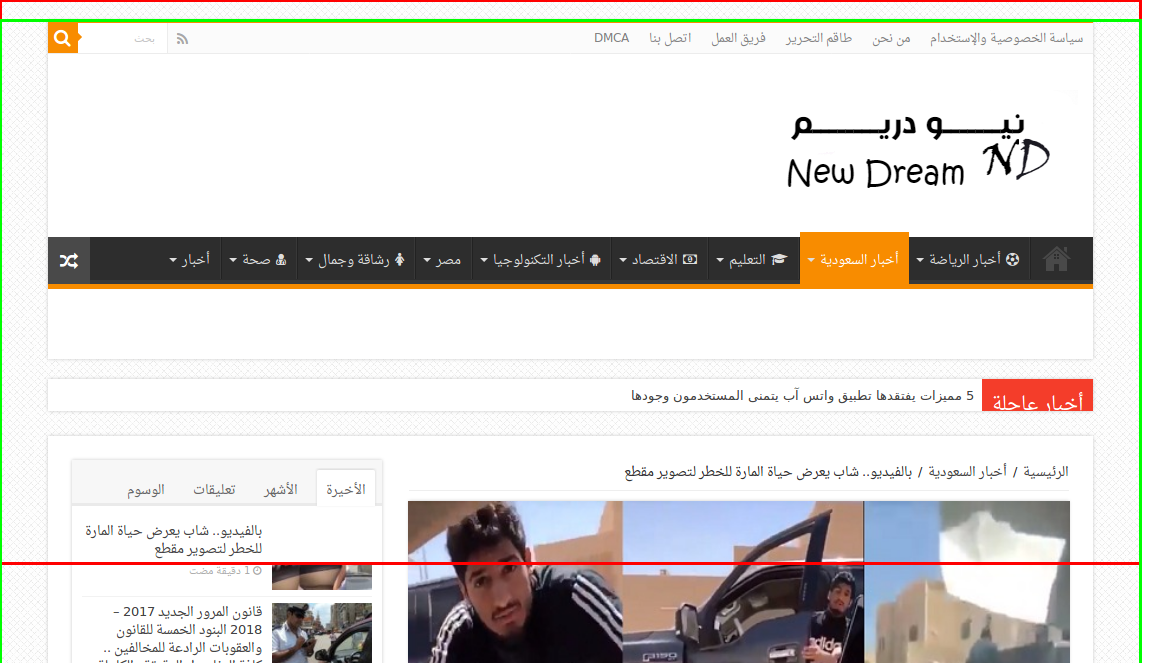 سياسة الخصوصية والإستخدام
من نحن
طاقم التحرير
فريق العمل
اتصل بنا
DMCA
بحث
نيـــو دريـــم
New Dream ND
أخبار الرياضة
أخبار السعودية
التعليم
الاقتصاد
أخبار التكنولوجيا
مصر
رشاقة وجمال
صحة
أخبار
أخبار عاجلة
5 مميزات يفتقدها تطبيق واتس آب يتمنى المستخدمون وجودها
الرئيسية / أخبار السعودية / بالفيديو.. شاب يعرض حياة المارة للخطر لتصوير مقطع
الأخيرة
الأشهر
تعليقات
الوسوم
بالفيديو.. شاب يعرض حياة المارة
للخطر لتصوير مقطع
1 دقيقة مضت
قانون المرور الجديد 2017 –
2018 البنود الخمسة للقانون
والعقوبات الرادعة للمخالفين ..
adidas